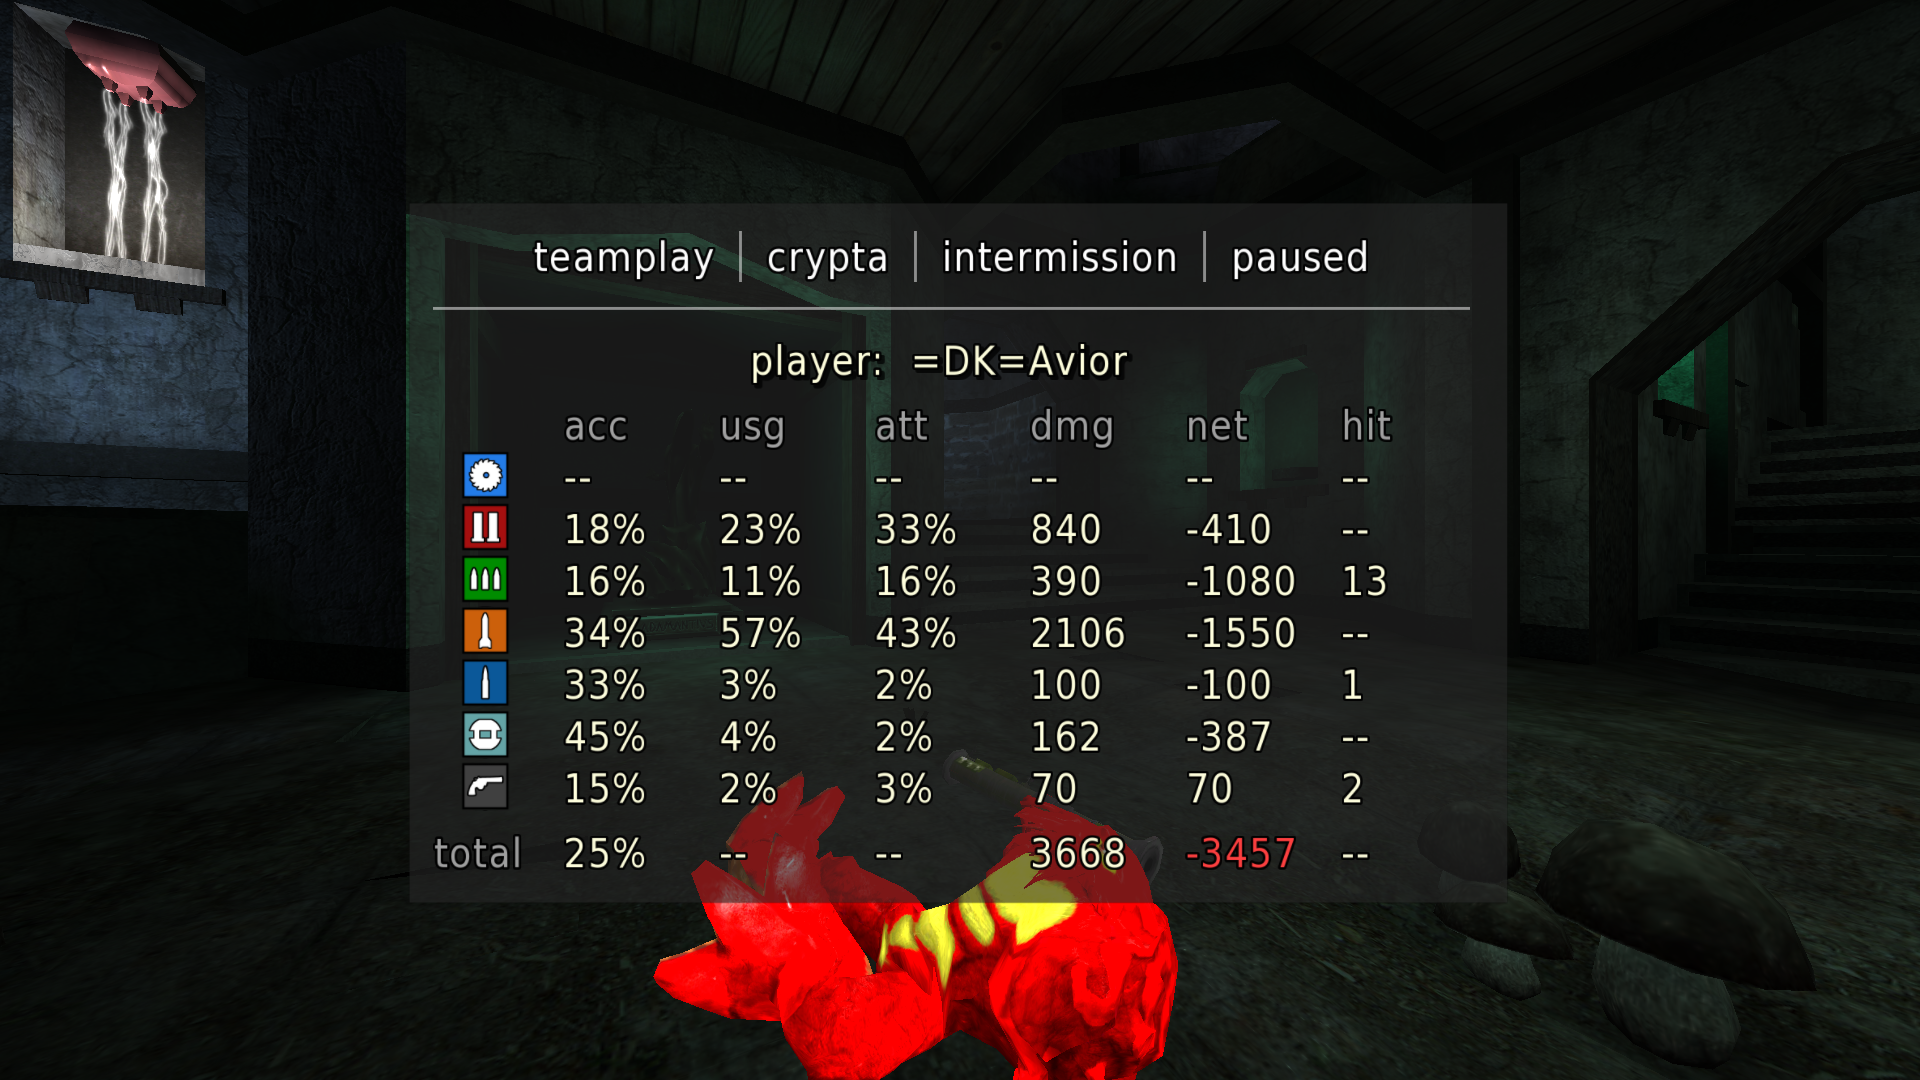 teamplay crypta intermission paused
player: =DK=Avior
acc usg att dmg net hit
-- -- -- -- -- --
18% 23% 33% 840 -410 --
16% 11% 16% 390 -1080 13
34% 57% 43% 2106 -1550 --
33% 3% 2% 100 -100 1
45% 4% 2% 162 -387 --
15% 2% 3% 70 70 2
total 25% -- -- 3668 -3457 --